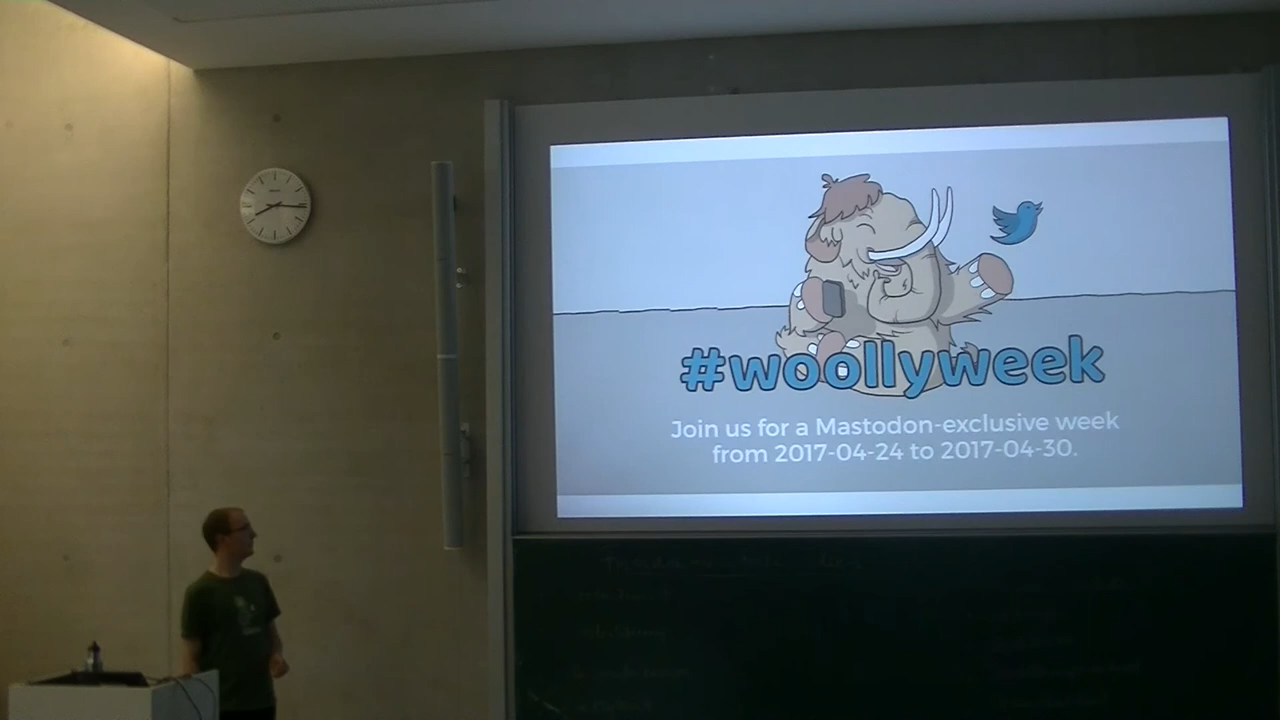 #woollyweek
Join us for a Mastodon-exclusive week
from 2017-04-24 to 2017-04-30.